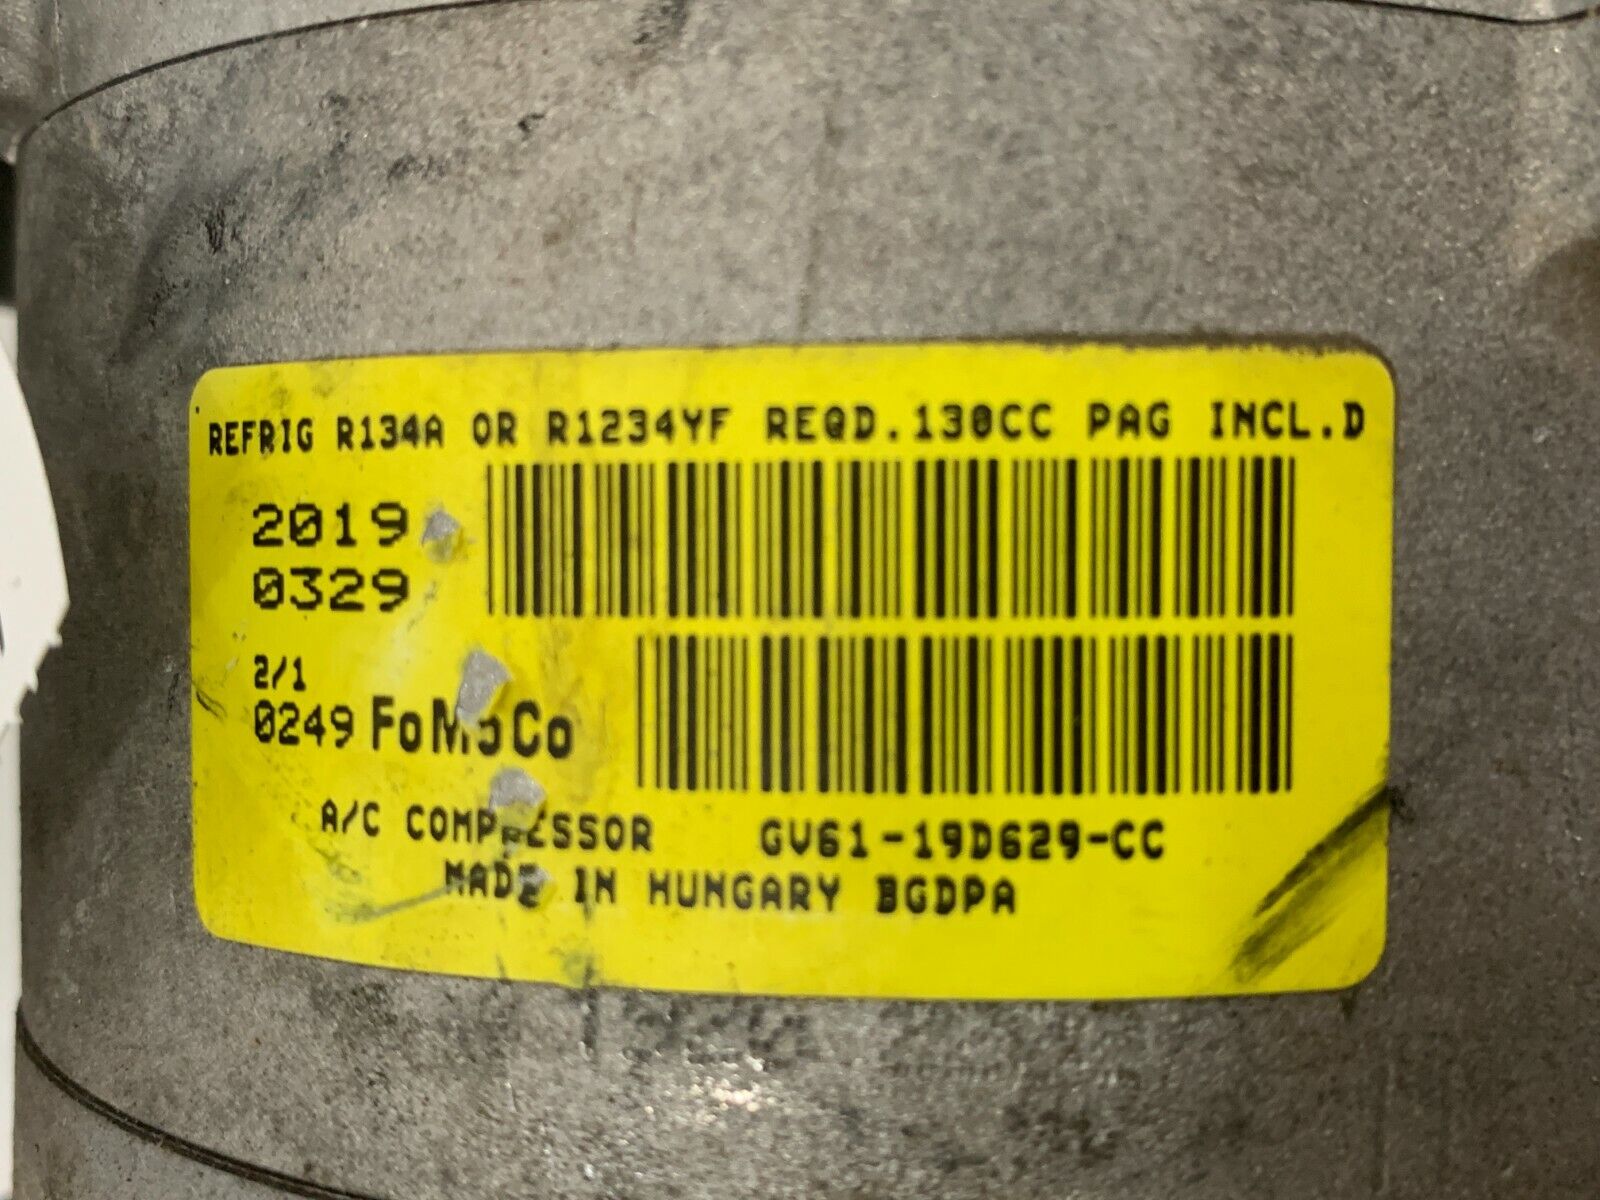 REFRIG R134A OR R1234YF REQD.130CC PAG INCL.D
2019
0329
2/1
0249 FoMoCo
A/C COMPRESSOR GV61-19D629-CC
MADE IN HUNGARY BGDPA